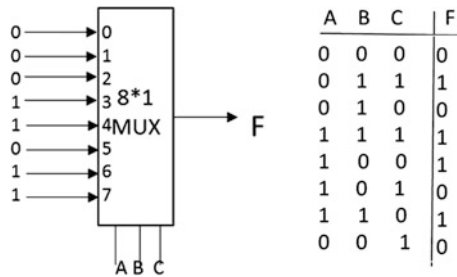 0 0
0 1
0 2
1 3
1 4
0 5
1 6
1 7
8*1
MUX
F
A B C
A B C F
0 0 0 0
0 1 1 1
0 1 0 0
1 1 1 1
1 0 0 1
1 0 1 0
1 1 0 1
0 0 1 0